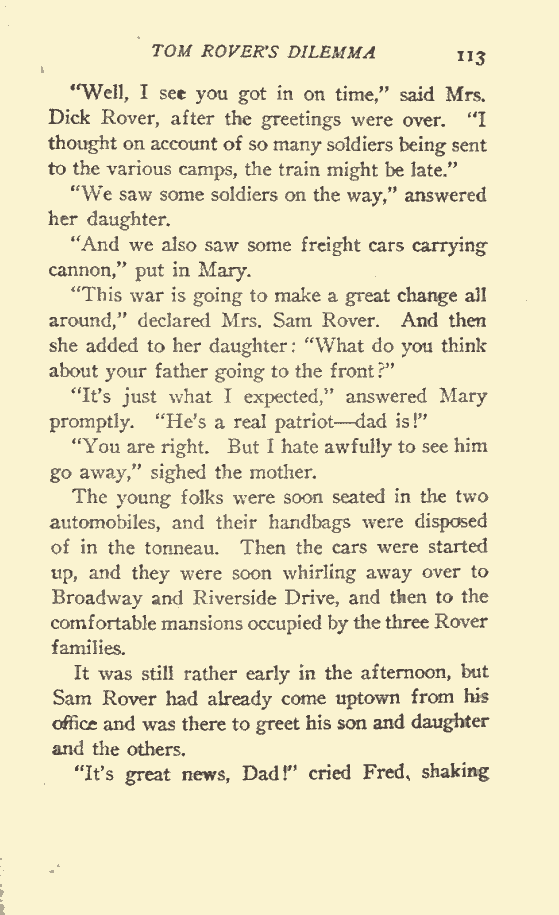 TOM ROVER'S DILEMMA 113
"Well, I see you got in on time," said Mrs.
Dick Rover, after the greetings were over. "I
thought on account of so many soldiers being sent
to the various camps, the train might be late."
"We saw some soldiers on the way," answered
her daughter.
"And we also saw some freight cars carrying
cannon," put in Mary.
"This war is going to make a great change all
around," declared Mrs. Sam Rover. And then
she added to her daughter: "What do you think
about your father going to the front?"
"It's just what I expected," answered Mary
promptly. "He's a real patriot—dad is!"
"You are right. But I hate awfully to see him
go away," sighed the mother.
The young folks were soon seated in the two
automobiles, and their handbags were disposed
of in the tonneau. Then the cars were started
up, and they were soon whirling away over to
Broadway and Riverside Drive, and then to the
comfortable mansions occupied by the three Rover
families.
It was still rather early in the afternoon, but
Sam Rover had already come uptown from his
office and was there to greet his son and daughter
and the others.
"It's great news, Dad!" cried Fred, shaking